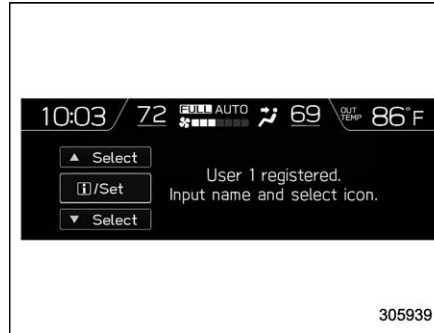 10:03 72 FULL AUTO 69 OUT TEMP 86°F
▲ Select
i/Set
▼ Select
User 1 registered.
Input name and select icon.
305939